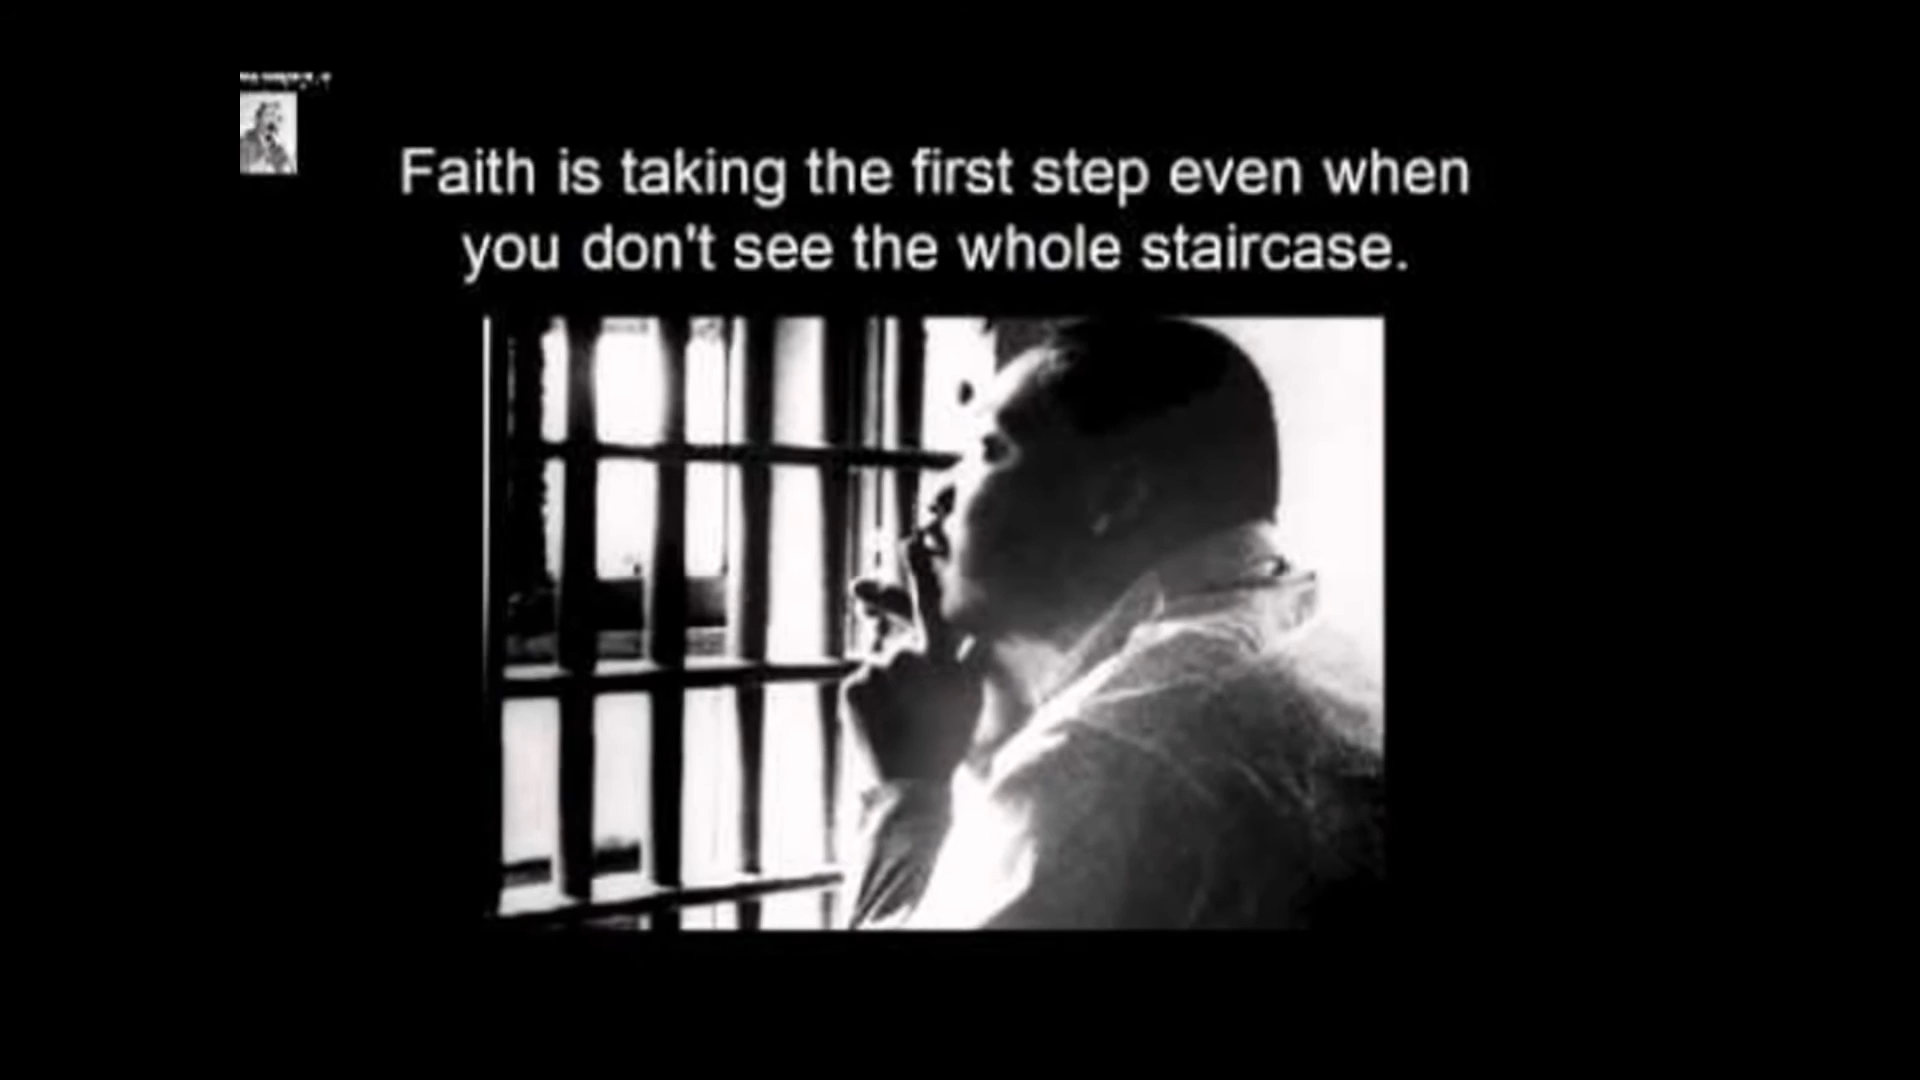 Faith is taking the first step even when
you don't see the whole staircase.